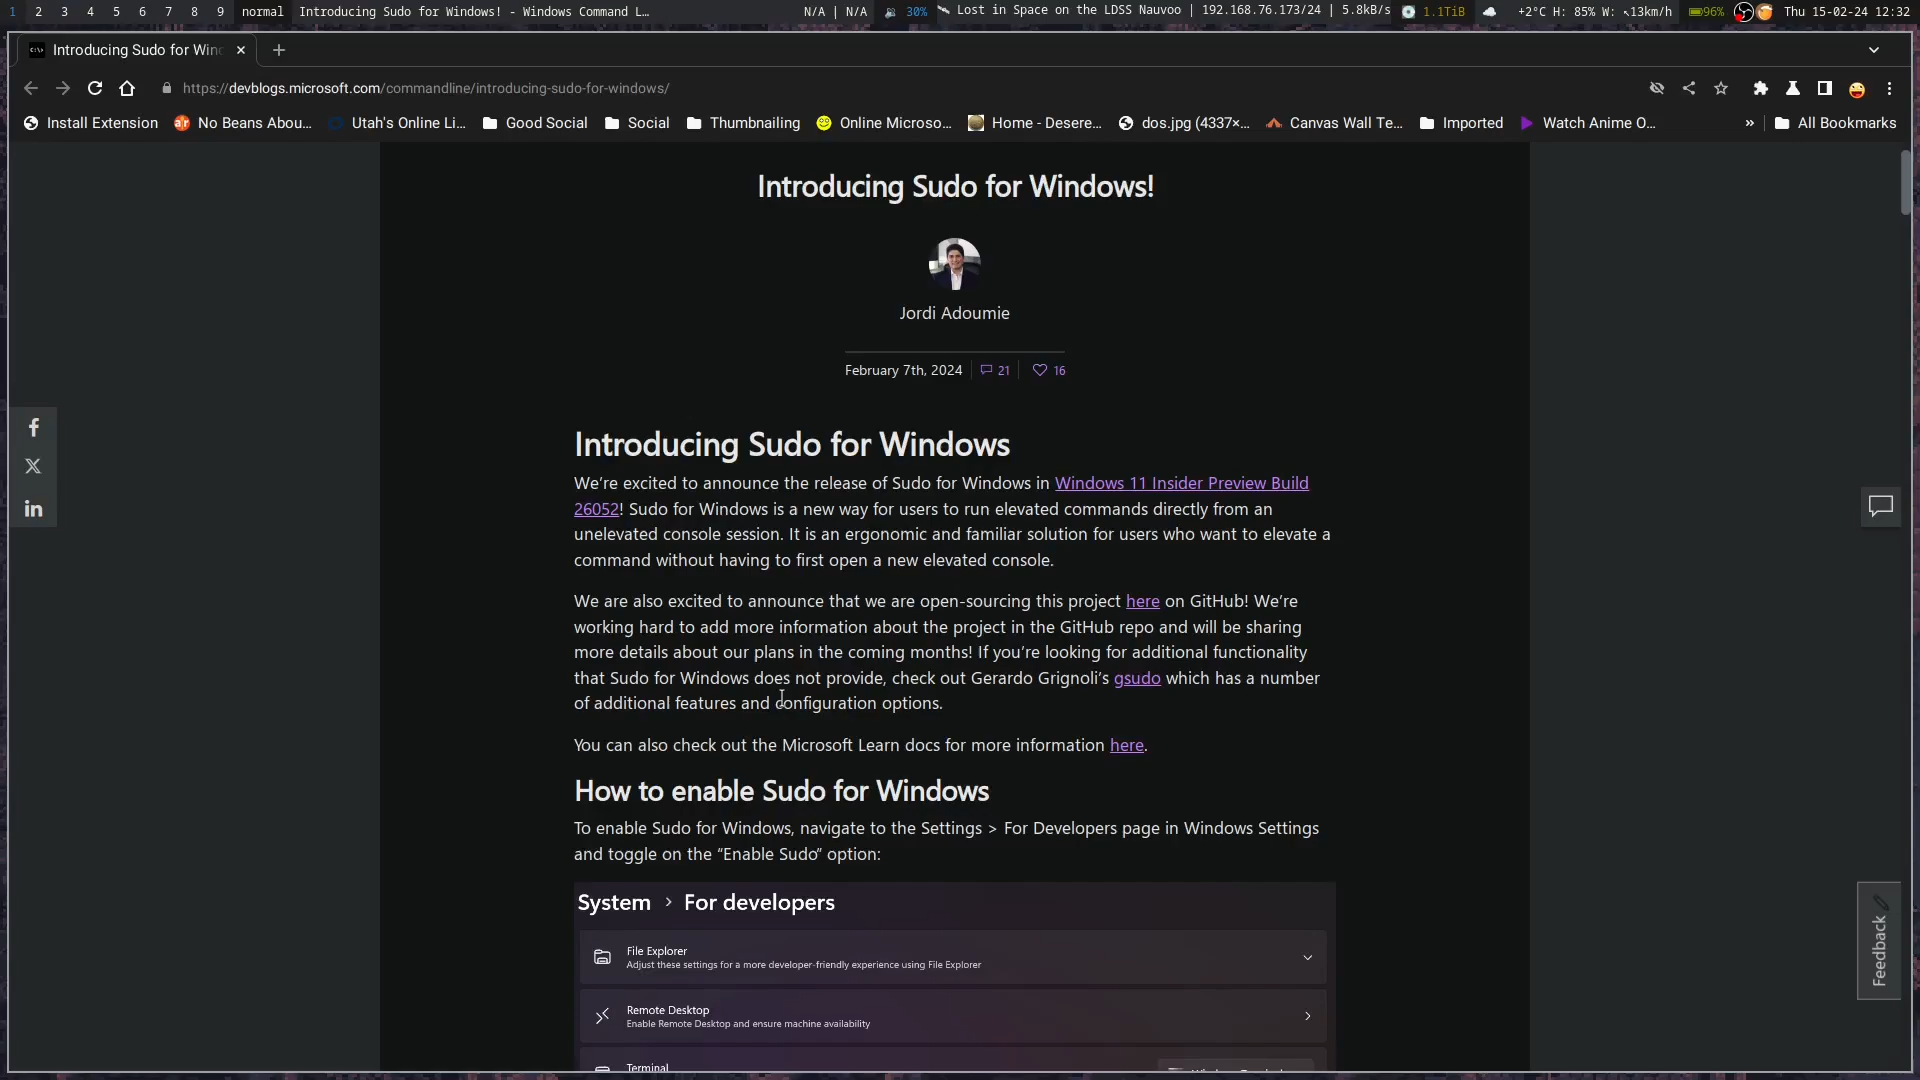 1 2 3 4 5 6 7 8 9 normal Introducing Sudo for Windows! - Windows Command L… N/A | N/A 30% Lost in Space on the LDSS Nauvoo | 192.168.76.173/24 | 5.8kB/s 1.1TiB +2°C H: 85% W: ↖13km/h 96% Thu 15-02-24 12:32
Introducing Sudo for Win
https://devblogs.microsoft.com/commandline/introducing-sudo-for-windows/
Install Extension No Beans Abou... Utah's Online Li... Good Social Social Thumbnailing Online Microso... Home - Desere... dos.jpg (4337×... Canvas Wall Te... Imported Watch Anime O... » All Bookmarks
Introducing Sudo for Windows!
Jordi Adoumie
February 7th, 2024 21 16
Introducing Sudo for Windows
We're excited to announce the release of Sudo for Windows in Windows 11 Insider Preview Build
26052! Sudo for Windows is a new way for users to run elevated commands directly from an
unelevated console session. It is an ergonomic and familiar solution for users who want to elevate a
command without having to first open a new elevated console.
We are also excited to announce that we are open-sourcing this project here on GitHub! We're
working hard to add more information about the project in the GitHub repo and will be sharing
more details about our plans in the coming months! If you're looking for additional functionality
that Sudo for Windows does not provide, check out Gerardo Grignoli's gsudo which has a number
of additional features and configuration options.
You can also check out the Microsoft Learn docs for more information here.
How to enable Sudo for Windows
To enable Sudo for Windows, navigate to the Settings > For Developers page in Windows Settings
and toggle on the “Enable Sudo” option:
System > For developers
File Explorer
Adjust these settings for a more developer-friendly experience using File Explorer
Remote Desktop
Enable Remote Desktop and ensure machine availability
Terminal
Feedback